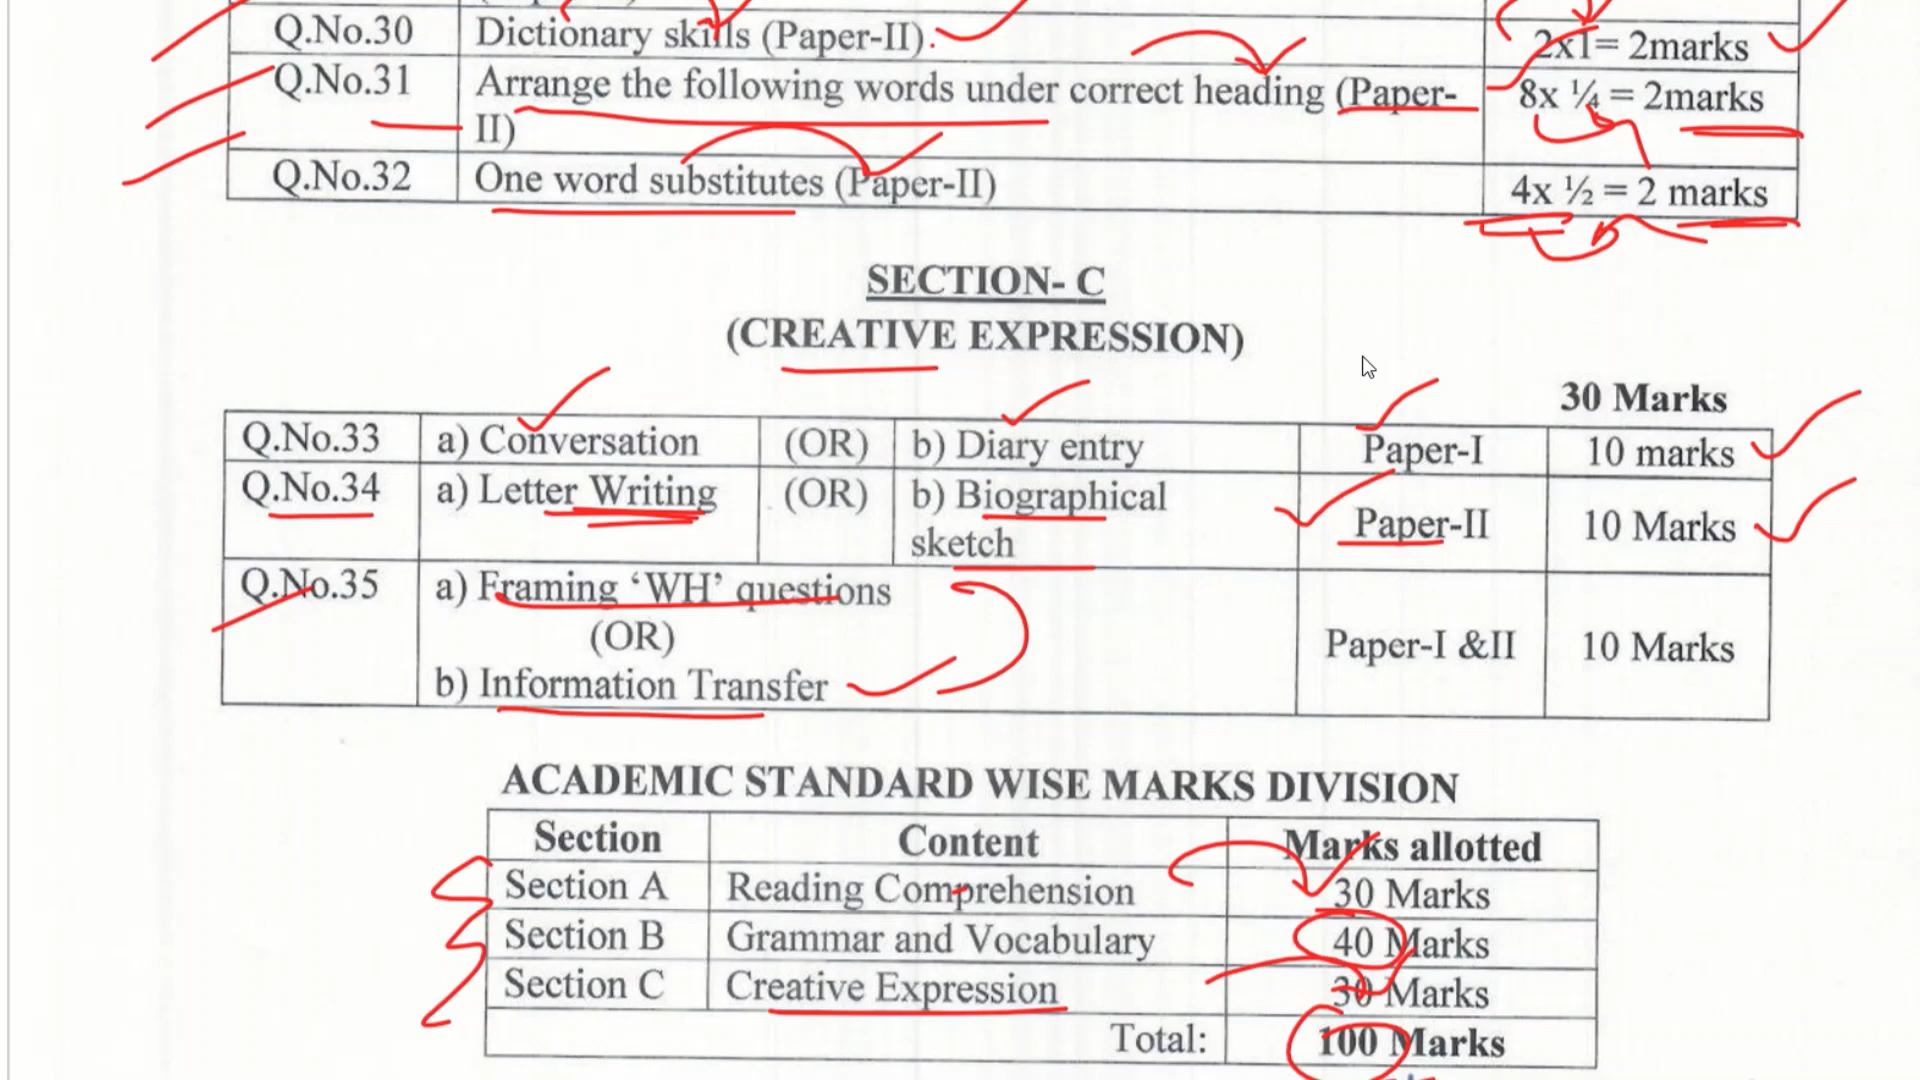 Q.No.30 Dictionary skills (Paper-II). 2x1= 2marks
Q.No.31 Arrange the following words under correct heading (Paper- 8x ¼ = 2marks
II)
Q.No.32 One word substitutes (Paper-II) 4x ½ = 2 marks
SECTION- C
(CREATIVE EXPRESSION)
30 Marks
Q.No.33 a) Conversation (OR) b) Diary entry Paper-I 10 marks
Q.No.34 a) Letter Writing (OR) b) Biographical Paper-II 10 Marks
sketch
Q.No.35 a) Framing ‘WH’ questions
(OR) Paper-I &II 10 Marks
b) Information Transfer
ACADEMIC STANDARD WISE MARKS DIVISION
Section Content Marks allotted
Section A Reading Comprehension 30 Marks
Section B Grammar and Vocabulary 40 Marks
Section C Creative Expression 30 Marks
Total: 100 Marks